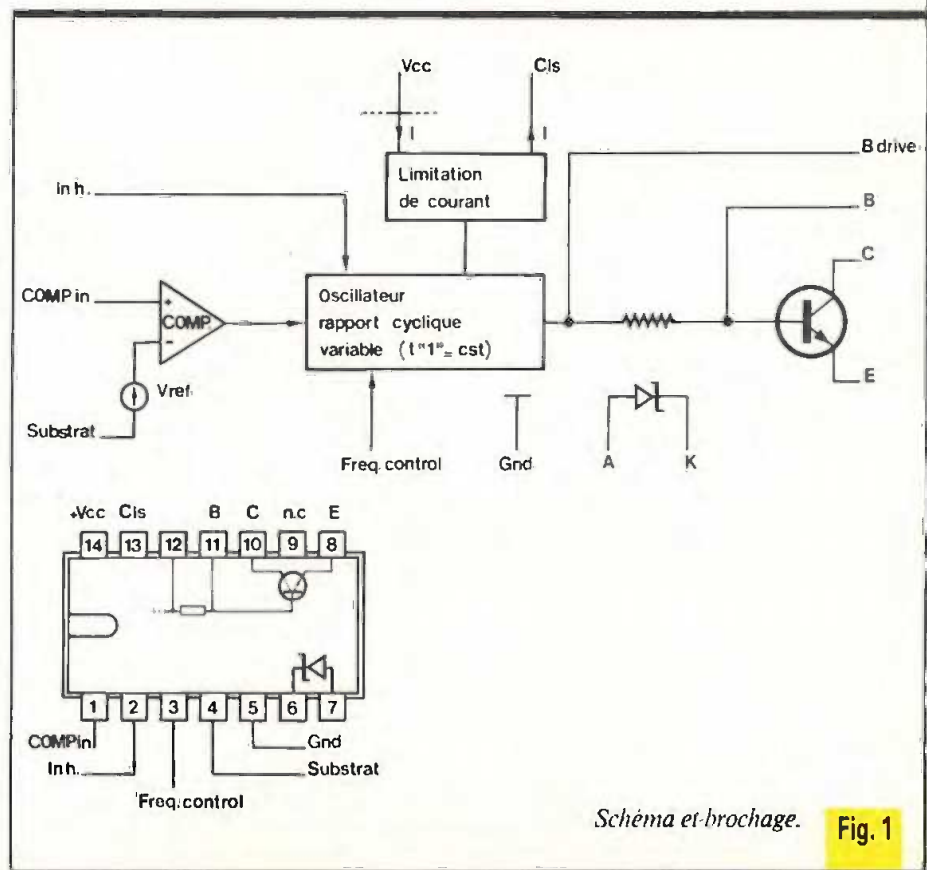 Vcc
Cls
I
I
B drive
Limitation
de courant
B
Inh.
C
COMP in
+
COMP.
-
Oscillateur
rapport cyclique
variable (t"1"= cst)
E
Vref.
Substrat
Freq. control
Gnd
A
K
+Vcc Cls B C n.c E
14 13 12 11 10 9 8
1 2 3 4 5 6 7
COMPin
Gnd
Inh.
Substrat
Freq. control
Schéma et brochage.
Fig. 1